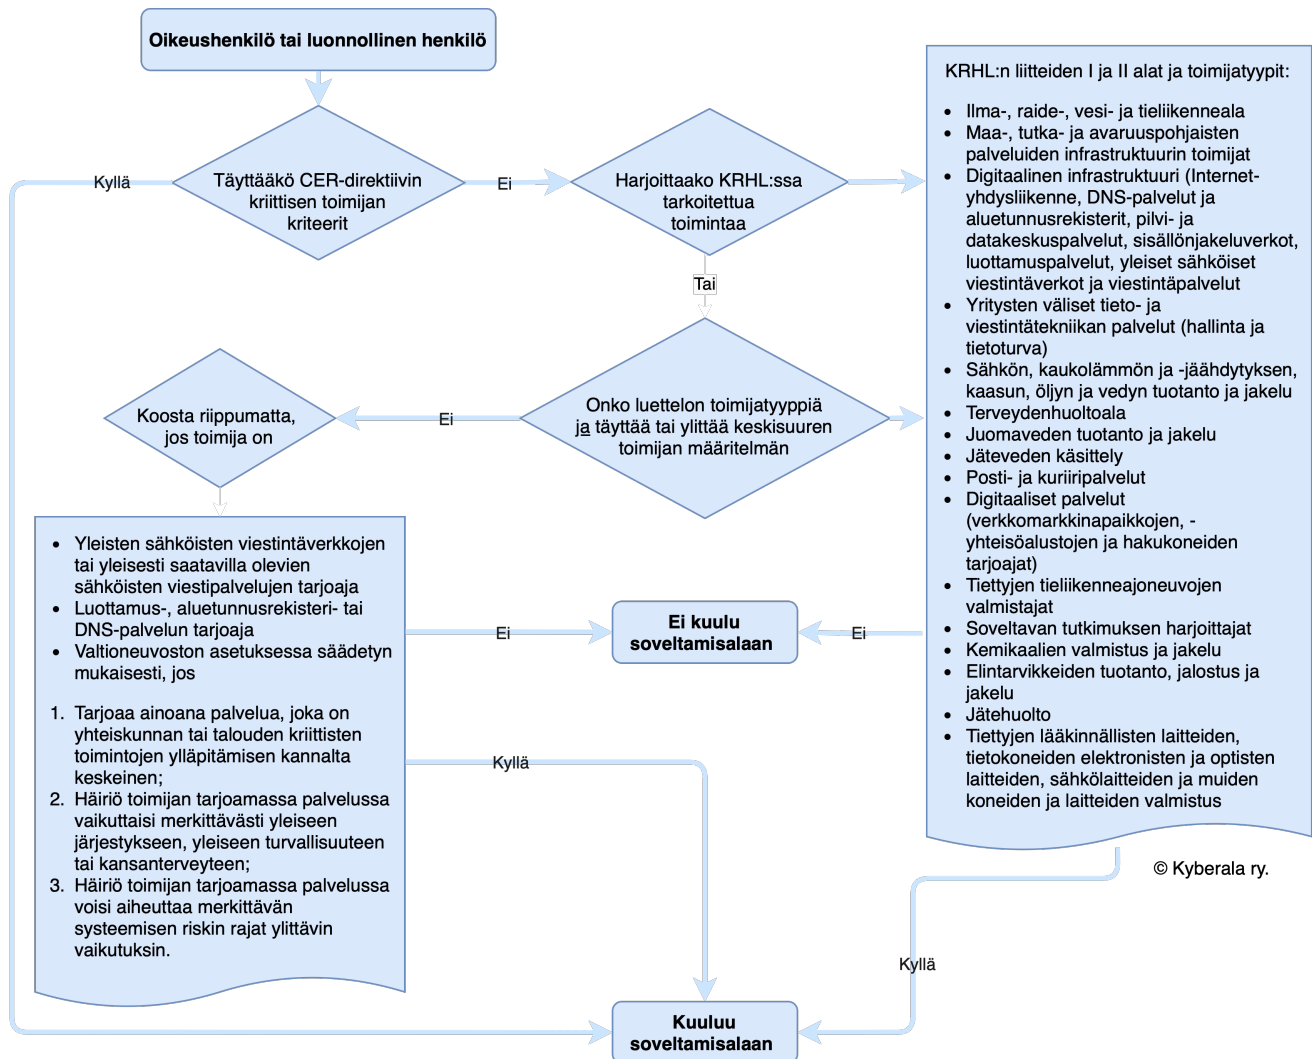 Oikeushenkilö tai luonnollinen henkilö
Täyttääkö CER-direktiivin
kriittisen toimijan
kriteerit
Kyllä
Ei
Harjoittaako KRHL:ssa
tarkoitettua
toimintaa
Tai
Onko luettelon toimijatyyppiä
ja täyttää tai ylittää keskisuuren
toimijan määritelmän
Ei
Koosta riippumatta,
jos toimija on
• Yleisten sähköisten viestintäverkkojen
tai yleisesti saatavilla olevien
sähköisten viestipalvelujen tarjoaja
• Luottamus-, aluetunnusrekisteri- tai
DNS-palvelun tarjoaja
• Valtioneuvoston asetuksessa säädetyn
mukaisesti, jos
1. Tarjoaa ainoana palvelua, joka on
yhteiskunnan tai talouden kriittisten
toimintojen ylläpitämisen kannalta
keskeinen;
2. Häiriö toimijan tarjoamassa palvelussa
vaikuttaisi merkittävästi yleiseen
järjestykseen, yleiseen turvallisuuteen
tai kansanterveyteen;
3. Häiriö toimijan tarjoamassa palvelussa
voisi aiheuttaa merkittävän
systeemisen riskin rajat ylittävin
vaikutuksin.
Ei
Kyllä
Ei kuulu
soveltamisalaan
Ei
KRHL:n liitteiden I ja II alat ja toimijatyypit:
• Ilma-, raide-, vesi- ja tieliikenneala
• Maa-, tutka- ja avaruuspohjaisten
palveluiden infrastruktuurin toimijat
• Digitaalinen infrastruktuuri (Internet-
yhdysliikenne, DNS-palvelut ja
aluetunnusrekisterit, pilvi- ja
datakeskuspalvelut, sisällönjakeluverkot,
luottamuspalvelut, yleiset sähköiset
viestintäverkot ja viestintäpalvelut
• Yritysten väliset tieto- ja
viestintätekniikan palvelut (hallinta ja
tietoturva)
• Sähkön, kaukolämmön ja -jäähdytyksen,
kaasun, öljyn ja vedyn tuotanto ja jakelu
• Terveydenhuoltoala
• Juomaveden tuotanto ja jakelu
• Jäteveden käsittely
• Posti- ja kuriiripalvelut
• Digitaaliset palvelut
(verkkomarkkinapaikkojen, -
yhteisöalustojen ja hakukoneiden
tarjoajat)
• Tiettyjen tieliikenneajoneuvojen
valmistajat
• Soveltavan tutkimuksen harjoittajat
• Kemikaalien valmistus ja jakelu
• Elintarvikkeiden tuotanto, jalostus ja
jakelu
• Jätehuolto
• Tiettyjen lääkinnällisten laitteiden,
tietokoneiden elektronisten ja optisten
laitteiden, sähkölaitteiden ja muiden
koneiden ja laitteiden valmistus
© Kyberala ry.
Kyllä
Kuuluu
soveltamisalaan